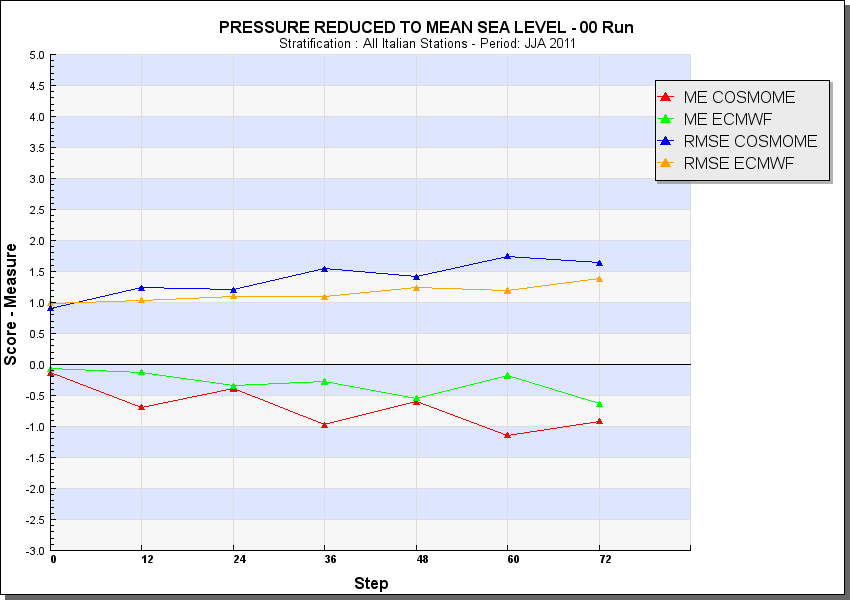 PRESSURE REDUCED TO MEAN SEA LEVEL - 00 Run
Stratification : All Italian Stations - Period: JJA 2011
ME COSMOME
ME ECMWF
RMSE COSMOME
RMSE ECMWF
Score - Measure
5.0
4.5
4.0
3.5
3.0
2.5
2.0
1.5
1.0
0.5
0.0
-0.5
-1.0
-1.5
-2.0
-2.5
-3.0
0 12 24 36 48 60 72
Step